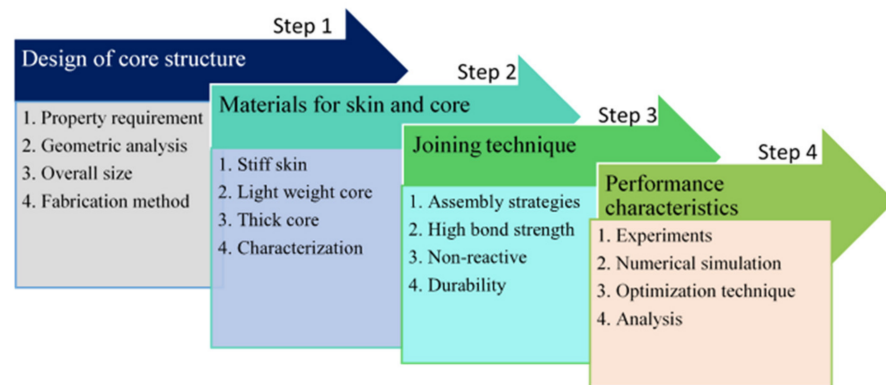 Step 1
Design of core structure
1. Property requirement
2. Geometric analysis
3. Overall size
4. Fabrication method
Step 2
Materials for skin and core
1. Stiff skin
2. Light weight core
3. Thick core
4. Characterization
Step 3
Joining technique
1. Assembly strategies
2. High bond strength
3. Non-reactive
4. Durability
Step 4
Performance
characteristics
1. Experiments
2. Numerical simulation
3. Optimization technique
4. Analysis